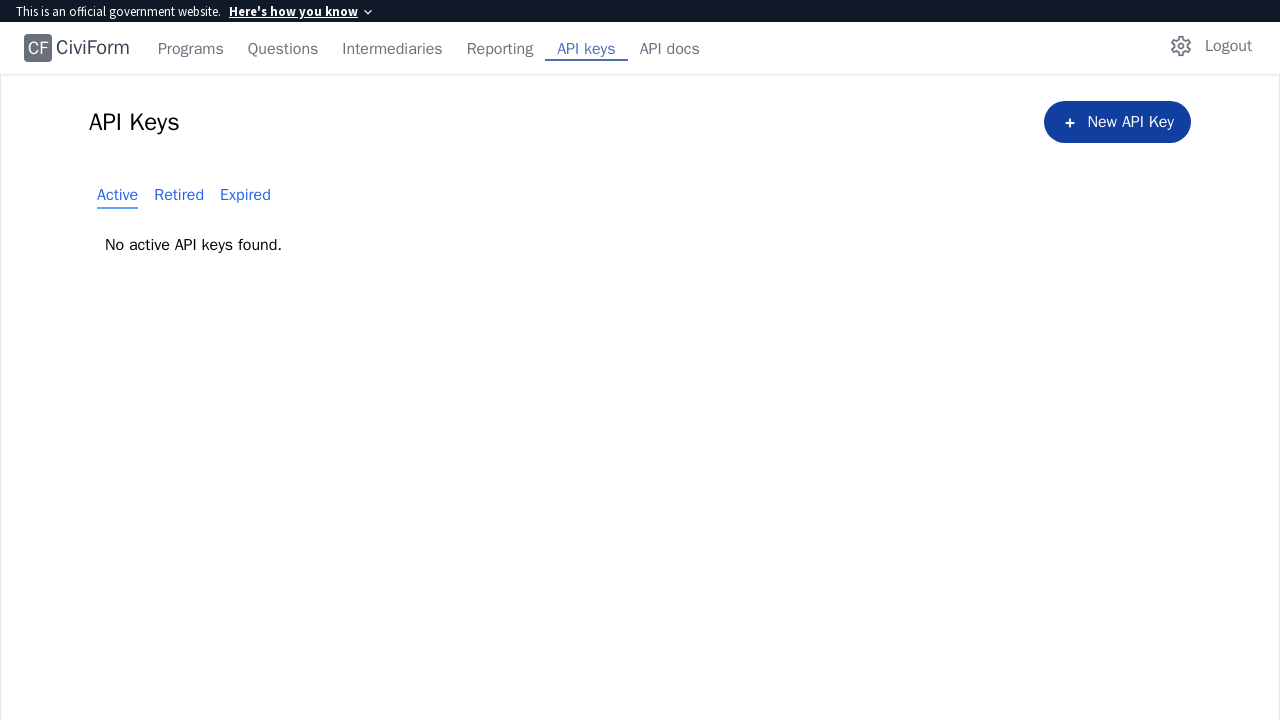 This is an official government website. Here's how you know
CF CiviForm Programs Questions Intermediaries Reporting API keys API docs Logout
API Keys + New API Key
Active Retired Expired
No active API keys found.